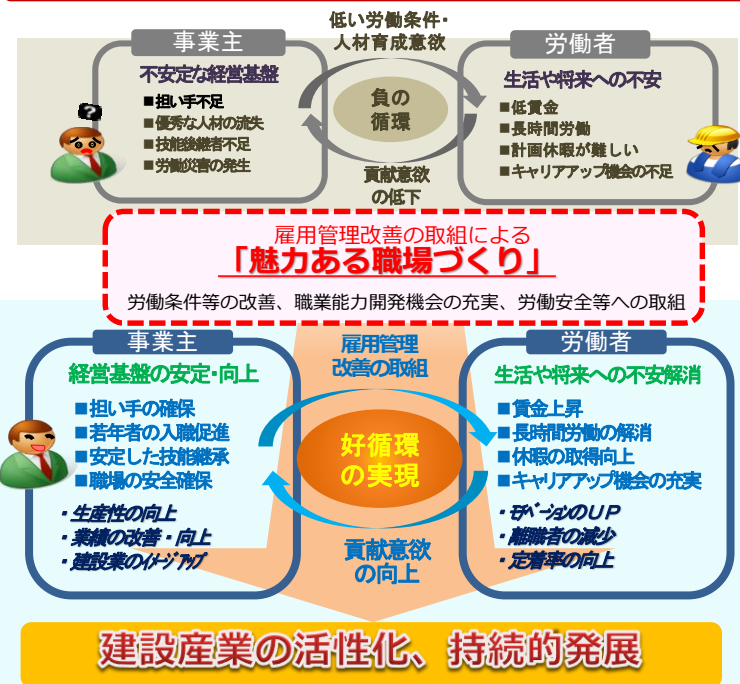 低い労働条件・
人材育成意欲
事業主
不安定な経営基盤
■担い手不足
■優秀な人材の流失
■技能後継者不足
■労働災害の発生
?
負の
循環
労働者
生活や将来への不安
■低賃金
■長時間労働
■計画休暇が難しい
■キャリアアップ機会の不足
貢献意欲
の低下
雇用管理改善の取組による
「魅力ある職場づくり」
労働条件等の改善、職業能力開発機会の充実、労働安全等への取組
事業主
経営基盤の安定・向上
■担い手の確保
■若年者の入職促進
■安定した技能継承
■職場の安全確保
・生産性の向上
・業績の改善・向上
・建設業のイメージアップ
雇用管理
改善の取組
好循環
の実現
貢献意欲
の向上
労働者
生活や将来への不安解消
■賃金上昇
■長時間労働の解消
■休暇の取得向上
■キャリアアップ機会の充実
・モチベーションのUP
・離職者の減少
・定着率の向上
建設産業の活性化、持続的発展